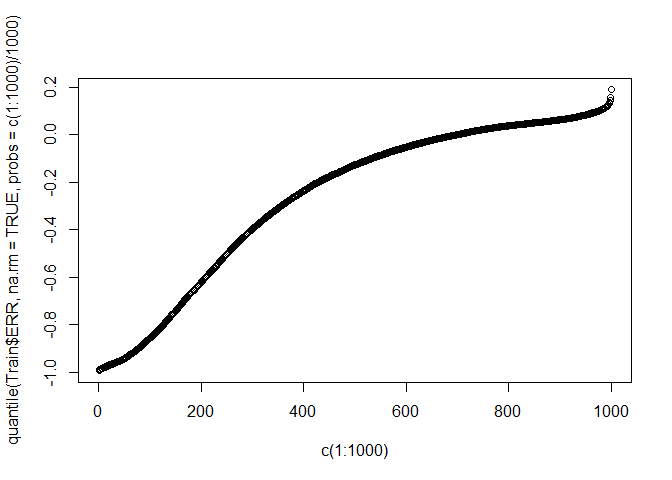 quantile(Train$ERR, na.rm = TRUE, probs = c(1:1000)/1000)
0.2
0.0
-0.2
-0.4
-0.6
-0.8
-1.0
0 200 400 600 800 1000
c(1:1000)